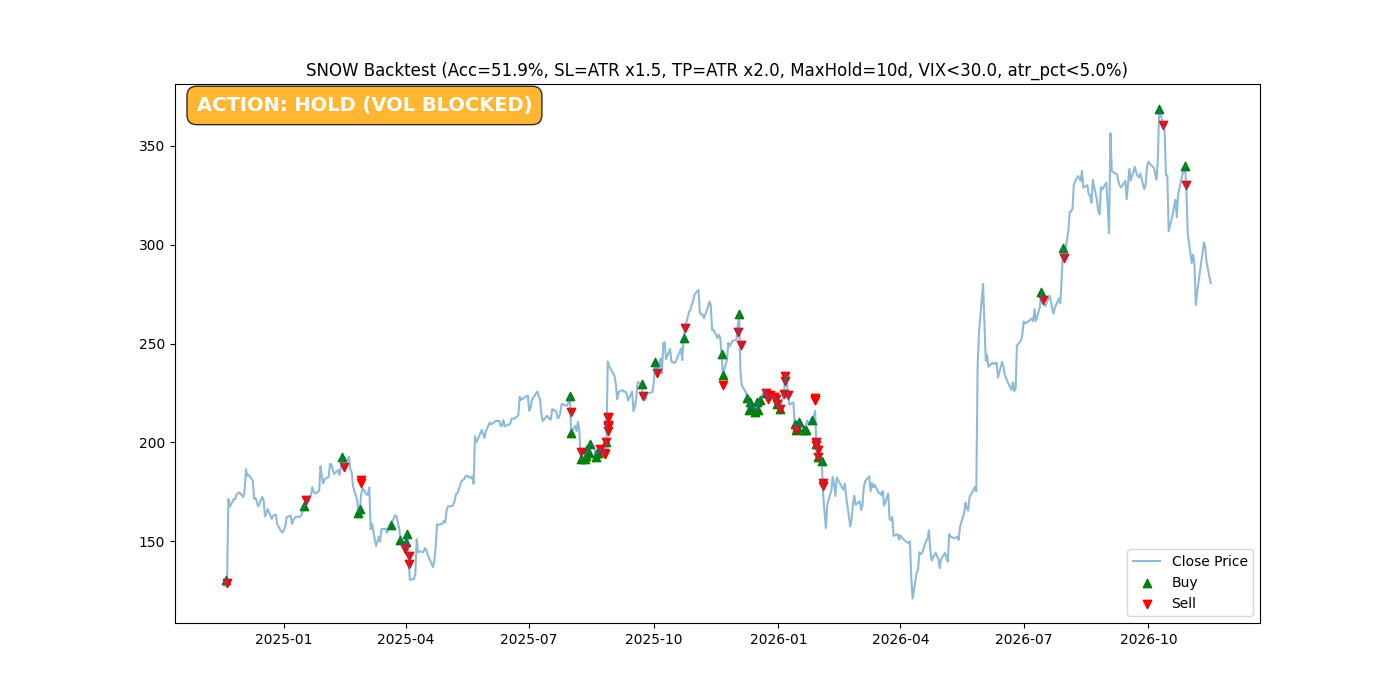 SNOW Backtest (Acc=51.9%, SL=ATR x1.5, TP=ATR x2.0, MaxHold=10d, VIX<30.0, atr_pct<5.0%)
ACTION: HOLD (VOL BLOCKED)
350
300
250
200
150
Close Price
Buy
Sell
2025-01 2025-04 2025-07 2025-10 2026-01 2026-04 2026-07 2026-10